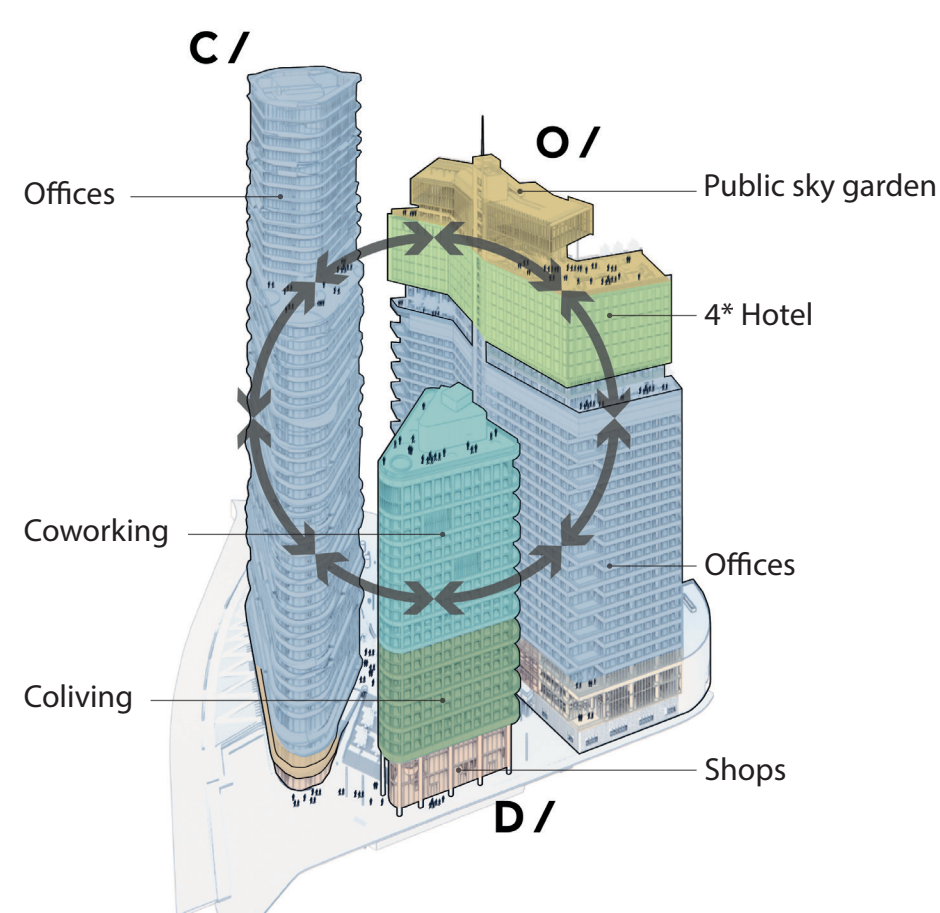 C /
O /
Offices
Public sky garden
4* Hotel
Coworking
Offices
Coliving
Shops
D /